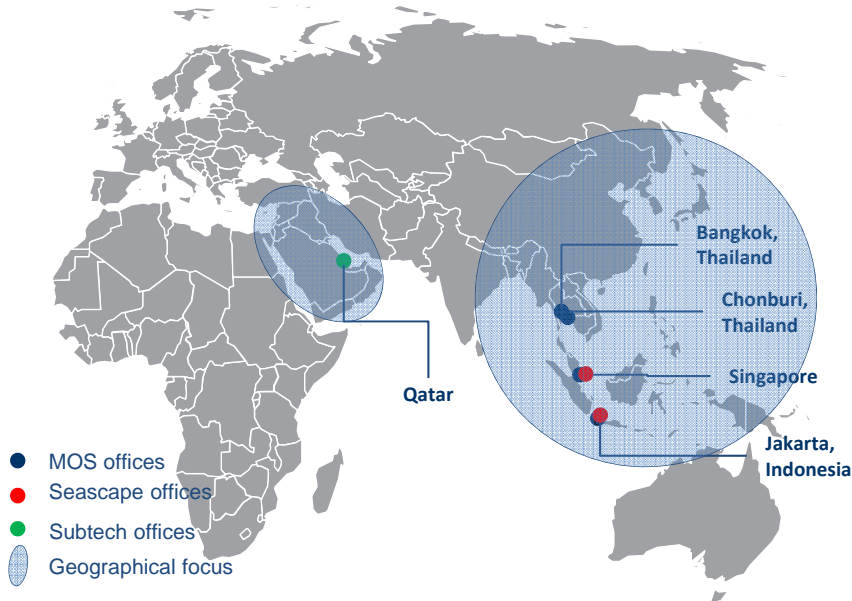 Bangkok,
Thailand
Chonburi,
Thailand
Singapore
Qatar
Jakarta,
Indonesia
MOS offices
Seascape offices
Subtech offices
Geographical focus